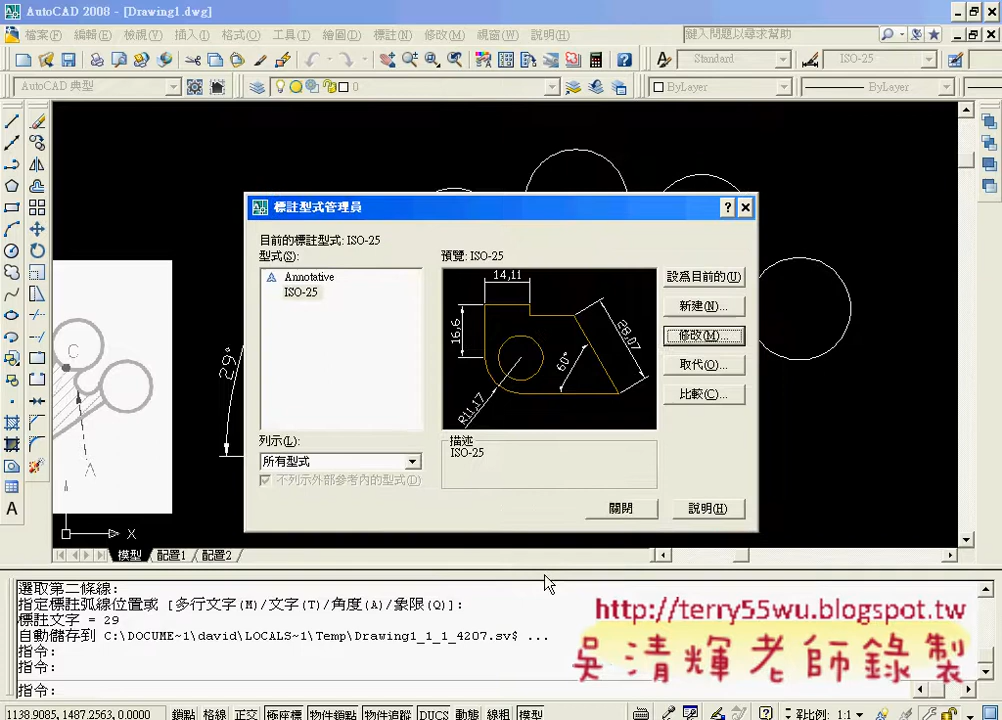 AutoCAD 2008 - [Drawing1.dwg]
檔案(F) 編輯(E) 檢視(V) 插入(I) 格式(O) 工具(T) 繪圖(D) 標註(N) 修改(M) 視窗(W) 說明(H) 鍵入問題以尋求幫助
Standard ISO-25
AutoCAD 典型 0 ByLayer ByLayer
標註型式管理員
目前的標註型式: ISO-25
型式(S):
預覽: ISO-25
Annotative
ISO-25
14,11
16,6
28,07
60°
R11,17
設為目前的(U)
新建(N)...
修改(M)...
取代(O)...
比較(C)...
列示(L):
所有型式
不列示外部參考內的型式(D)
描述
ISO-25
關閉 說明(H)
29°
C
A
X
模型 配置1 配置2
選取第二條線:
指定標註弧線位置或 [多行文字(M)/文字(T)/角度(A)/象限(Q)]:
標註文字 = 29
自動儲存到 C:\DOCUME~1\david\LOCALS~1\Temp\Drawing1_1_1_4207.sv$ ...
指令:
指令:
指令:
http://terry55wu.blogspot.tw
吳清輝老師錄製
1138.9085, 1487.2563, 0.0000 鎖點 格線 正交 極座標 物件鎖點 物件追蹤 DUCS 動態 線粗 模型 1:1